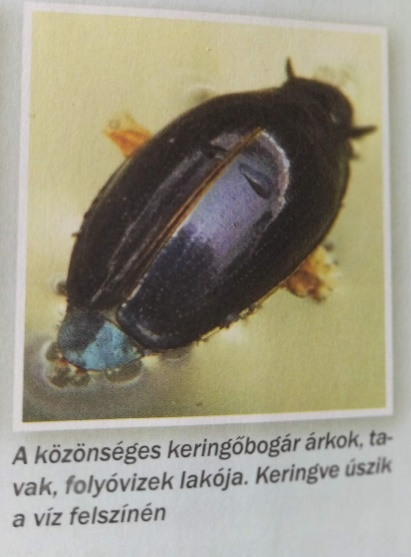 A közönséges keringőbogár árkok, ta-
vak, folyóvizek lakója. Keringve úszik
a víz felszínén